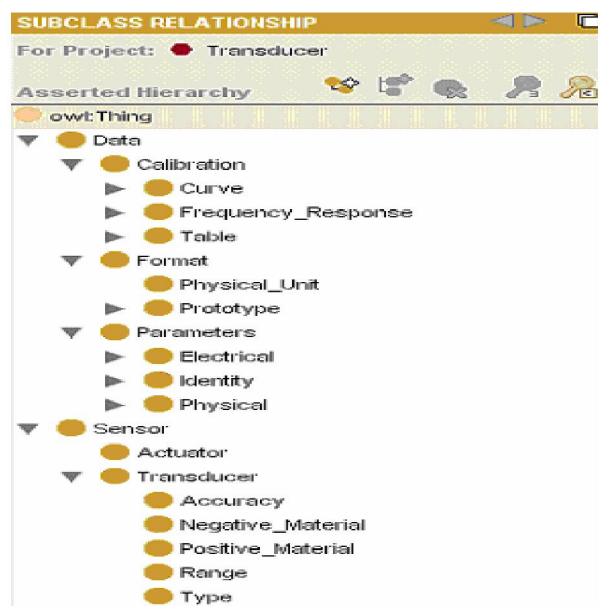 SUBCLASS RELATIONSHIP
For Project: Transducer
Asserted Hierarchy
owl:Thing
Data
Calibration
Curve
Frequency_Response
Table
Format
Physical_Unit
Prototype
Parameters
Electrical
Identity
Physical
Sensor
Actuator
Transducer
Accuracy
Negative_Material
Positive_Material
Range
Type